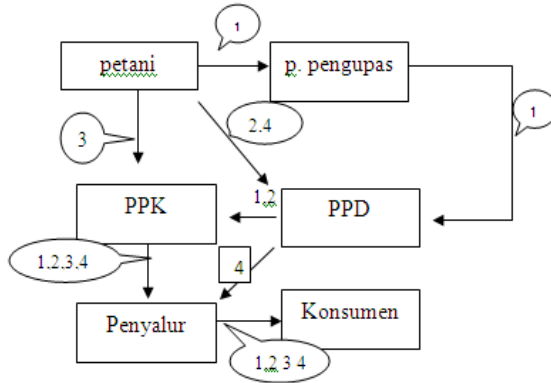 1
petani
p. pengupas
1
3
2.4
1,2
PPK
PPD
1.2.3.4
4
Penyalur
Konsumen
1,2 3 4